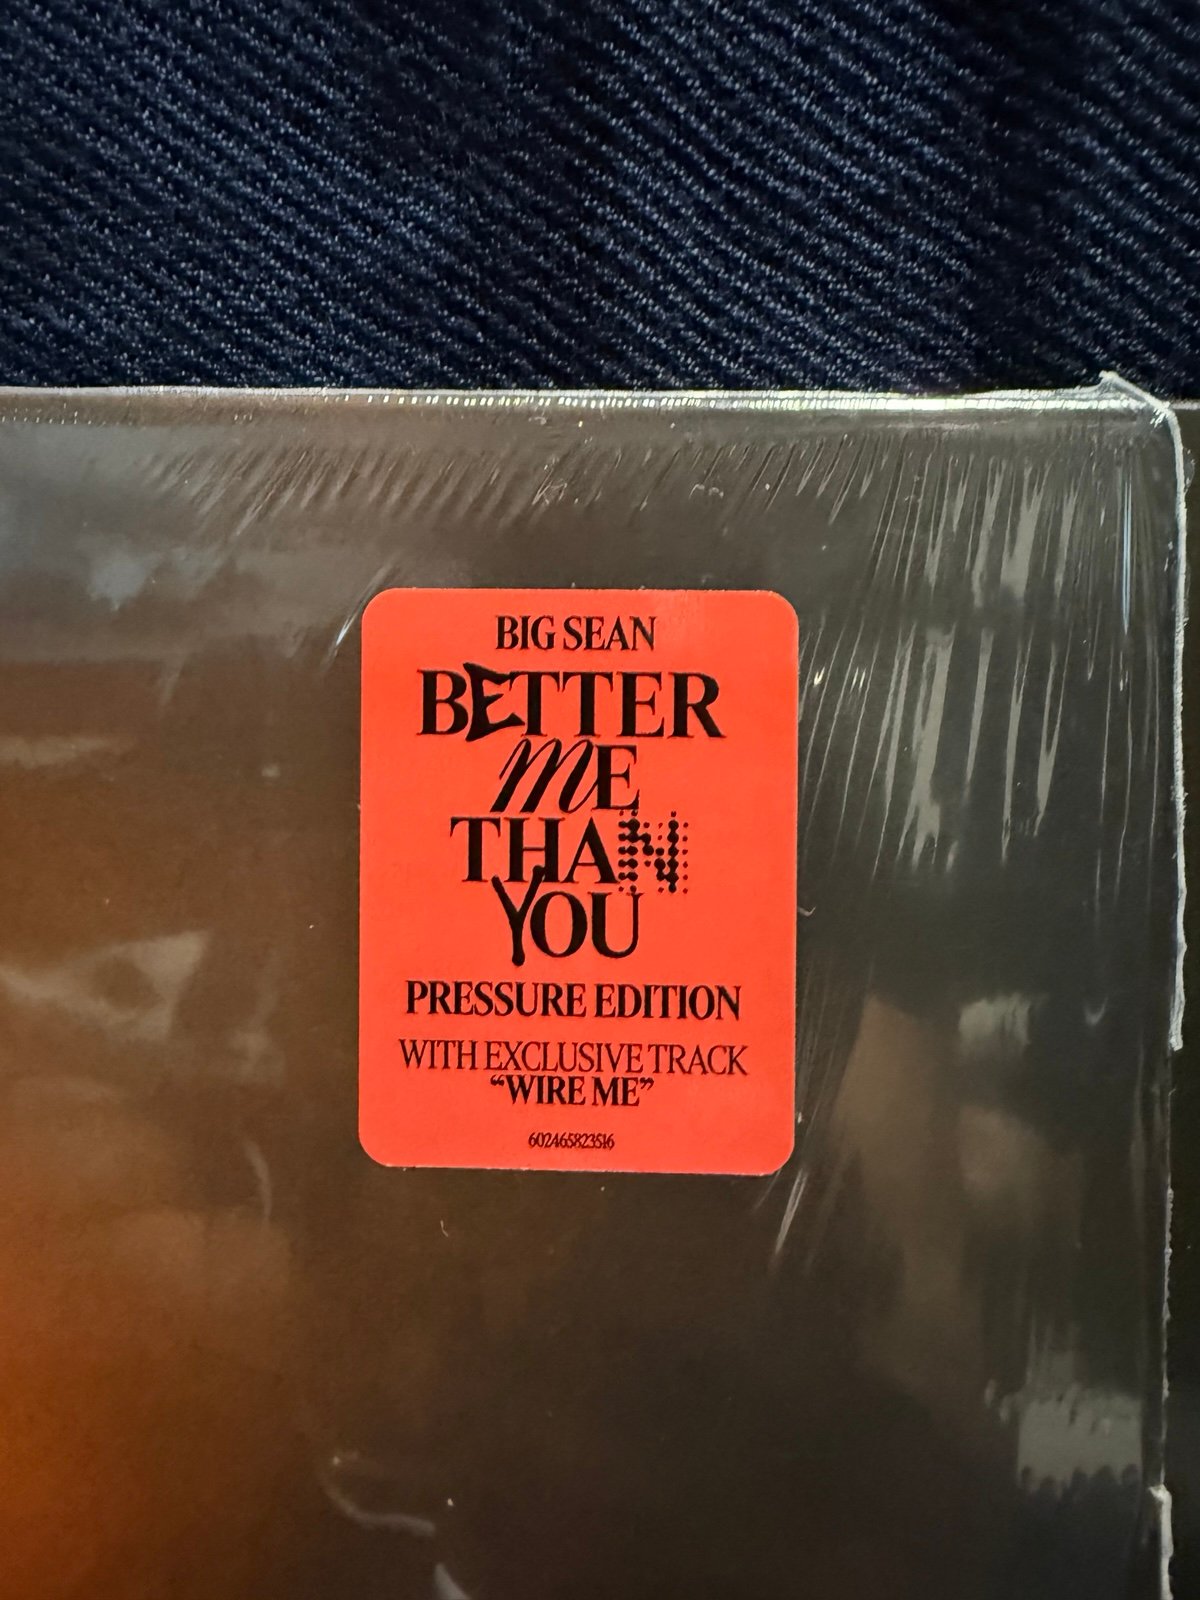 BIG SEAN
BETTER
ME
THAN
YOU
PRESSURE EDITION
WITH EXCLUSIVE TRACK
“WIRE ME”
602465823516